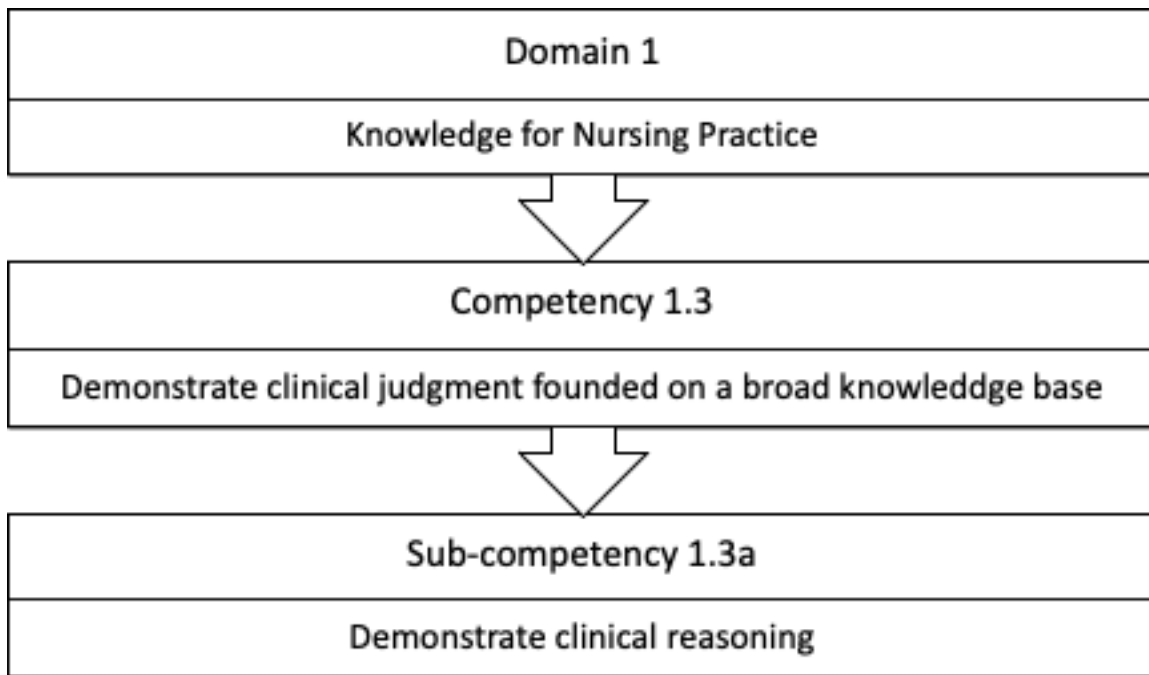 Domain 1
Knowledge for Nursing Practice
Competency 1.3
Demonstrate clinical judgment founded on a broad knowleddge base
Sub-competency 1.3a
Demonstrate clinical reasoning